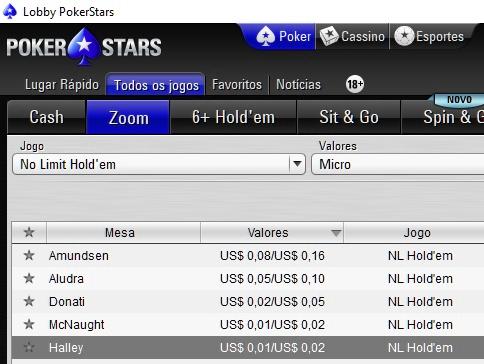 Lobby PokerStars
POKER STARS
Poker Cassino Esportes
Lugar Rápido Todos os jogos Favoritos Notícias 18+
NOVO
Cash Zoom 6+ Hold'em Sit & Go Spin & G
Jogo Valores
No Limit Hold'em Micro
Mesa Valores Jogo
Amundsen US$ 0,08/US$ 0,16 NL Hold'em
Aludra US$ 0,05/US$ 0,10 NL Hold'em
Donati US$ 0,02/US$ 0,05 NL Hold'em
McNaught US$ 0,01/US$ 0,02 NL Hold'em
Halley US$ 0,01/US$ 0,02 NL Hold'em